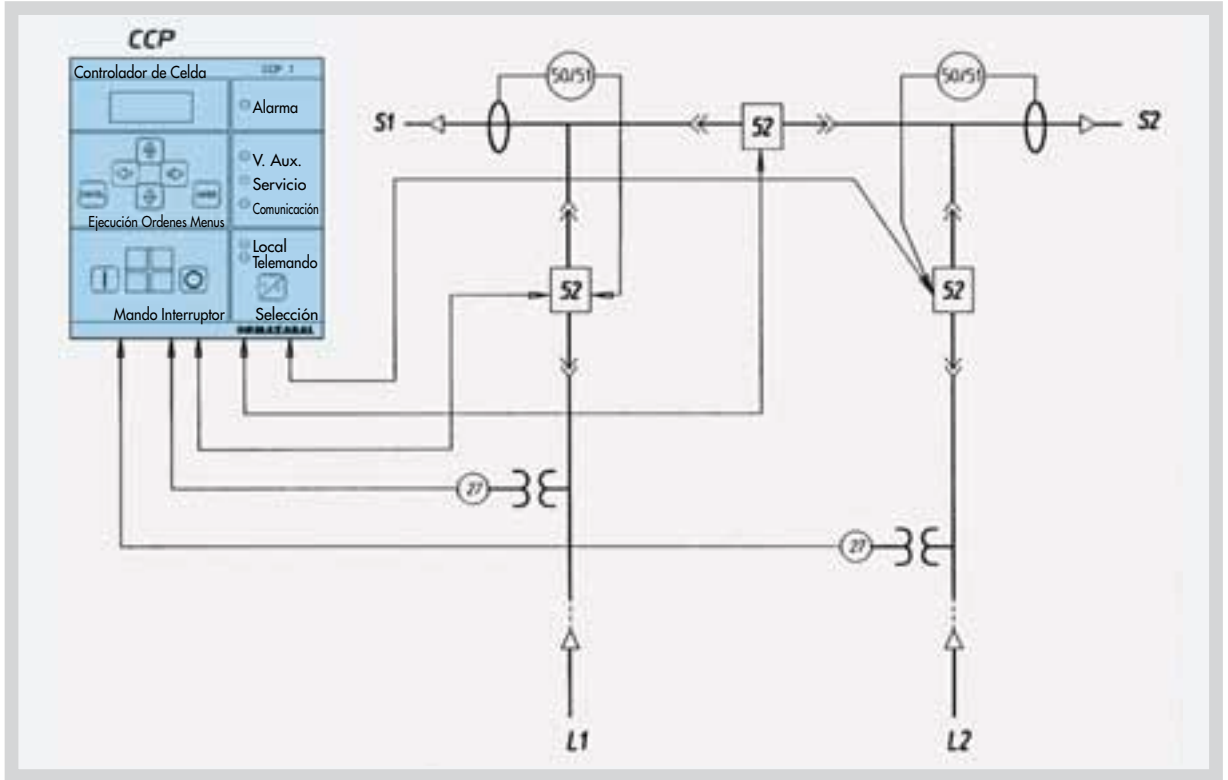 CCP
Controlador de Celda
CCP 1
Alarma
V. Aux.
Servicio
Comunicación
Ejecución Ordenes Menus
Local
Telemando
Mando Interruptor
Selección
ORMAZABAL
50/51
50/51
S1
52
S2
52
52
27
27
L1
L2